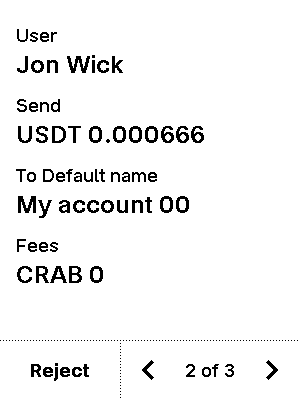 User
Jon Wick
Send
USDT 0.000666
To Default name
My account 00
Fees
CRAB 0
Reject
2 of 3